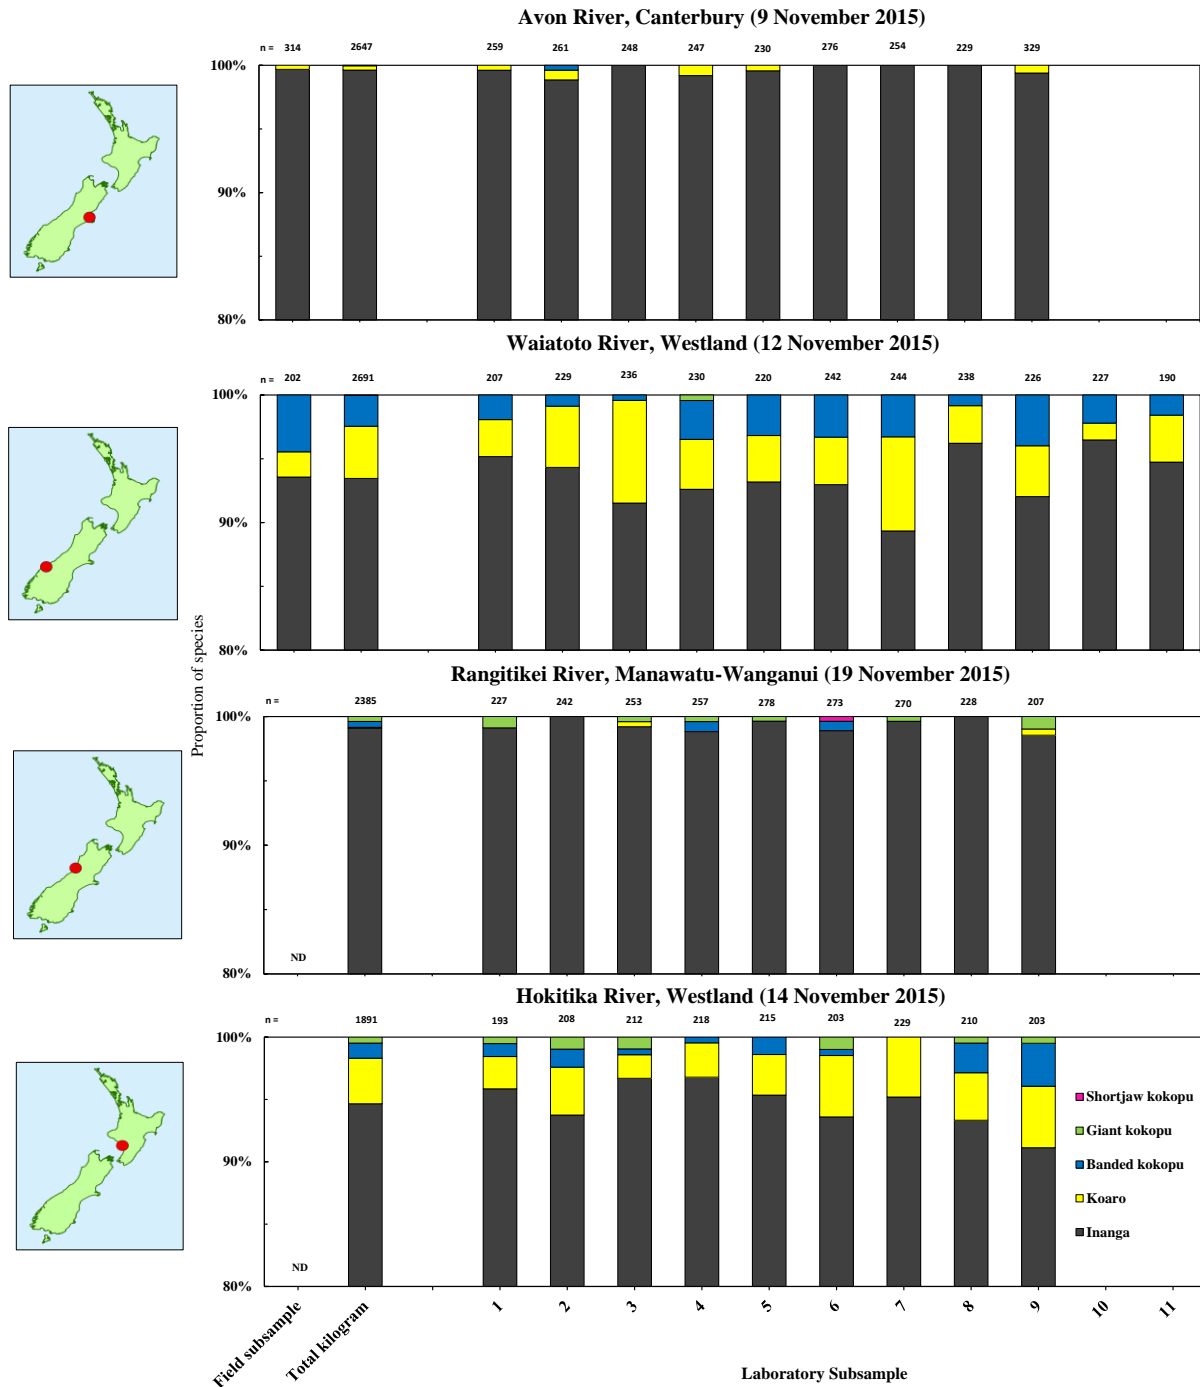 Avon River, Canterbury (9 November 2015)
n = 314 2647 259 261 248 247 230 276 254 229 329
100%
90%
80%
Waiatoto River, Westland (12 November 2015)
n = 202 2691 207 229 236 230 220 242 244 238 226 227 190
100%
90%
80%
Proportion of species
Rangitikei River, Manawatu-Wanganui (19 November 2015)
n = 2385 227 242 253 257 278 273 270 228 207
100%
90%
80%
ND
Hokitika River, Westland (14 November 2015)
n = 1891 193 208 212 218 215 203 229 210 203
100%
90%
80%
ND
Shortjaw kokopu
Giant kokopu
Banded kokopu
Koaro
Inanga
Field subsample Total kilogram 1 2 3 4 5 6 7 8 9 10 11
Laboratory Subsample